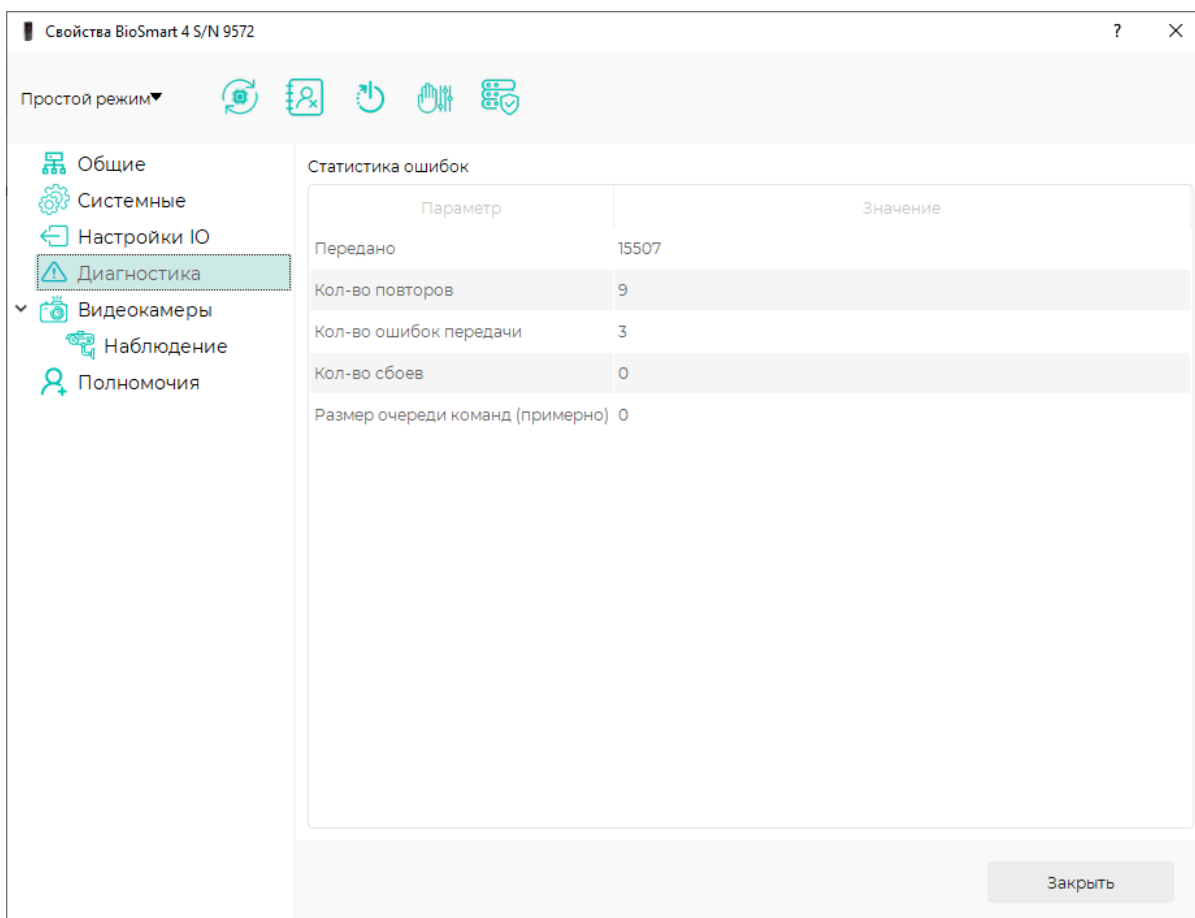 Свойства BioSmart 4 S/N 9572
?
Простой режим
Общие
Системные
Настройки IO
Диагностика
Видеокамеры
Наблюдение
Полномочия
Статистика ошибок
Параметр Значение
Передано 15507
Кол-во повторов 9
Кол-во ошибок передачи 3
Кол-во сбоев 0
Размер очереди команд (примерно) 0
Закрыть